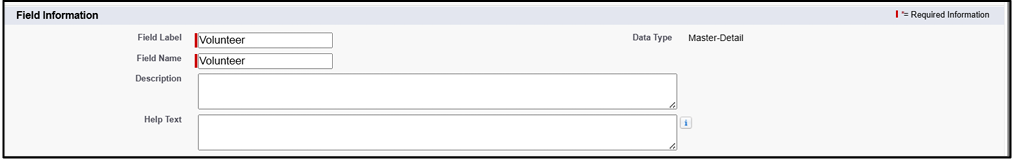 Field Information
= Required Information
Field Label Volunteer Data Type Master-Detail
Field Name Volunteer
Description
Help Text i